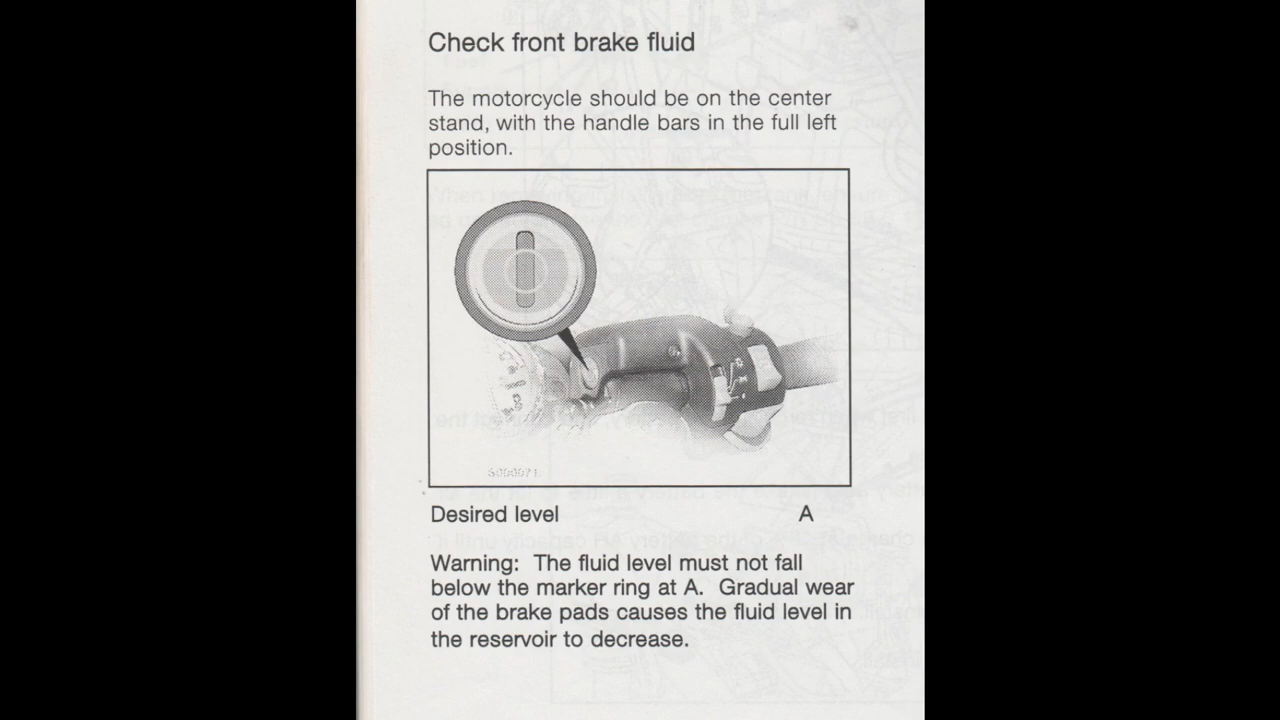 Check front brake fluid
The motorcycle should be on the center
stand, with the handle bars in the full left
position.
S000071
Desired level A
Warning: The fluid level must not fall
below the marker ring at A. Gradual wear
of the brake pads causes the fluid level in
the reservoir to decrease.